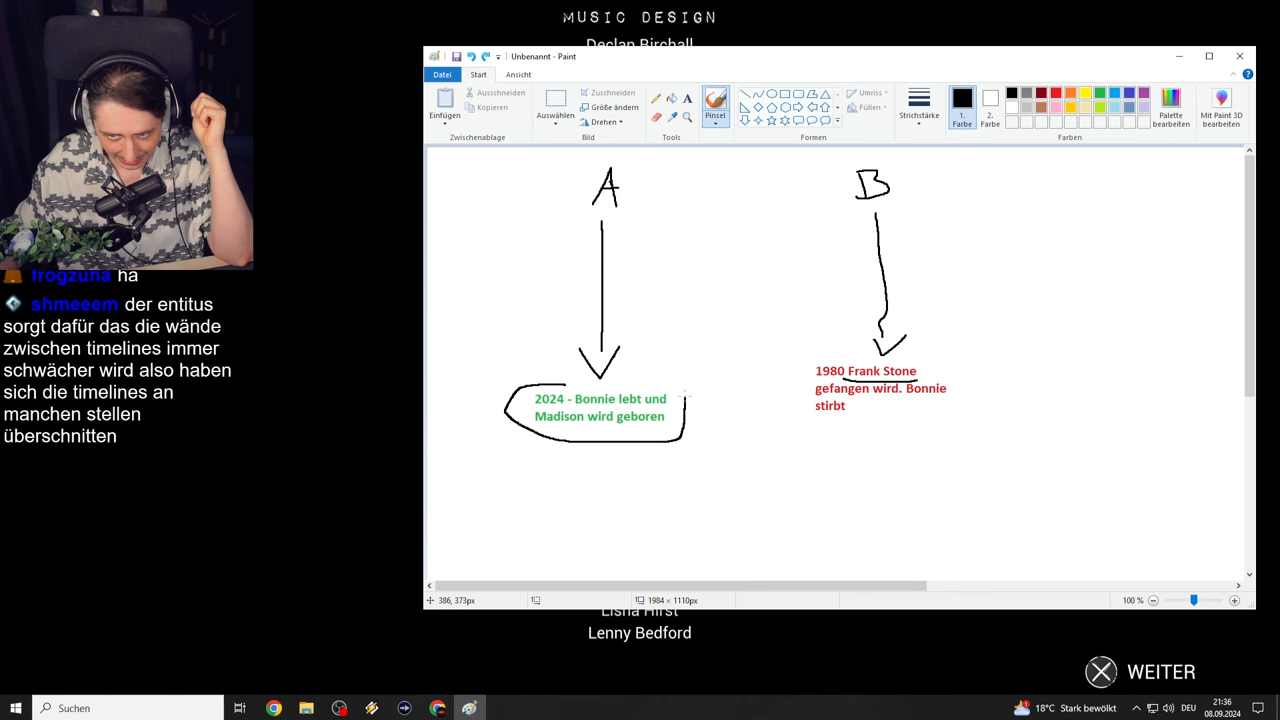 MUSIC DESIGN
Declan Birchall
Unbenannt - Paint
Datei Start Ansicht
Einfügen
Ausschneiden
Kopieren
Zwischenablage
Auswählen
Zuschneiden
Größe ändern
Drehen
Bild
Tools
Pinsel
Umriss
Füllen
Formen
Strichstärke
1. Farbe
2. Farbe
Palette bearbeiten
Mit Paint 3D bearbeiten
Farben
A
B
2024 - Bonnie lebt und
Madison wird geboren
1980 Frank Stone
gefangen wird. Bonnie
stirbt
frogzuha ha
shmeeem der entitus
sorgt dafür das die wände
zwischen timelines immer
schwächer wird also haben
sich die timelines an
manchen stellen
überschnitten
386, 373px
1984 × 1110px
100 %
Lisha Hirst
Lenny Bedford
WEITER
Suchen
18°C Stark bewölkt
DEU
21:36
08.09.2024